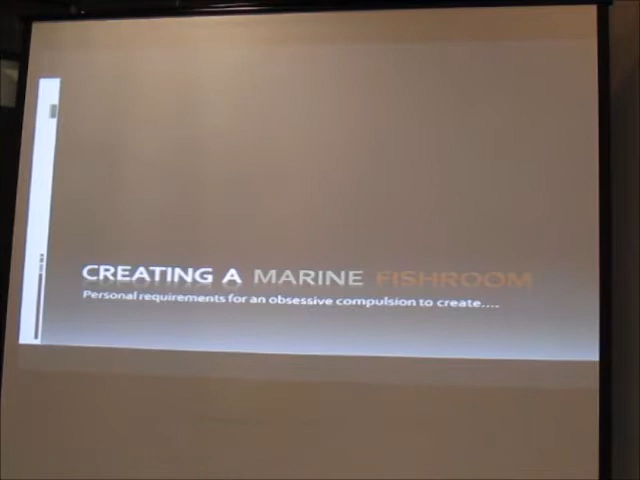 CREATING A MARINE FISHROOM
Personal requirements for an obsessive compulsion to create....